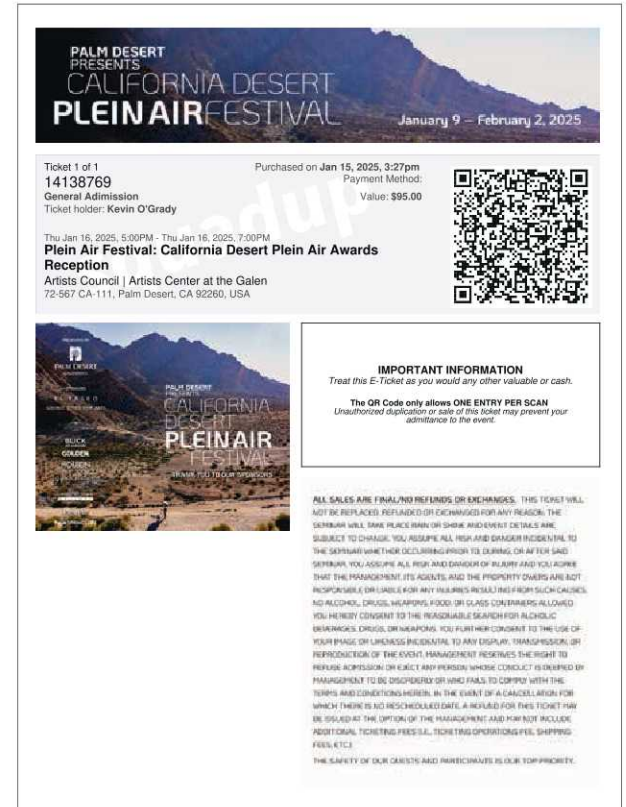 PALM DESERT
PRESENTS
CALIFORNIA DESERT
PLEIN AIR FESTIVAL
January 9 – February 2, 2025
Ticket 1 of 1
14138769
General Adimission
Ticket holder: Kevin O'Grady
Purchased on Jan 15, 2025, 3:27pm
Payment Method:
Value: $95.00
Thu Jan 16, 2025, 5:00PM - Thu Jan 16, 2025, 7:00PM
Plein Air Festival: California Desert Plein Air Awards
Reception
Artists Council | Artists Center at the Galen
72-567 CA-111, Palm Desert, CA 92260, USA
PALM DESERT
BLICK
GOLDEN
PALM DESERT
PRESENTS
CALIFORNIA
DESERT
PLEIN AIR
FESTIVAL
THANK YOU TO OUR SPONSORS
IMPORTANT INFORMATION
Treat this E-Ticket as you would any other valuable or cash.
The QR Code only allows ONE ENTRY PER SCAN
Unauthorized duplication or sale of this ticket may prevent your
admittance to the event.
ALL SALES ARE FINAL/NO REFUNDS OR EXCHANGES. THIS TICKET WILL
NOT BE REPLACED, REFUNDED OR EXCHANGED FOR ANY REASON. THE
SEMINAR WILL TAKE PLACE RAIN OR SHINE AND EVENT DETAILS ARE
SUBJECT TO CHANGE. YOU ASSUME ALL RISK AND DANGER INCIDENTAL TO
THE SEMINAR WHETHER OCCURRING PRIOR TO, DURING, OR AFTER SAID
SEMINAR. YOU ASSUME ALL RISK AND DANGER OF INJURY AND YOU AGREE
THAT THE MANAGEMENT, ITS AGENTS, AND THE PROPERTY OWERS ARE NOT
RESPONSIBLE OR LIABLE FOR ANY INJURIES RESULTING FROM SUCH CAUSES.
NO ALCOHOL, DRUGS, WEAPONS, FOOD, OR GLASS CONTAINERS ALLOWED
YOU HEREBY CONSENT TO THE REASONABLE SEARCH FOR ALCHOLIC
BEVERAGES, DRUGS, OR WEAPONS. YOU FURTHER CONSENT TO THE USE OF
YOUR IMAGE OR LIKENESS INCIDENTAL TO ANY DISPLAY, TRANSMISSION, OR
REPRODUCTION OF THE EVENT. MANAGEMENT RESERVES THE RIGHT TO
REFUSE ADMISSION OR EJECT ANY PERSON WHOSE CONDUCT IS DEEMED BY
MANAGEMENT TO BE DISORDERLY OR WHO FAILS TO COMPLY WITH THE
TERMS AND CONDITIONS HEREIN. IN THE EVENT OF A CANCELLATION FOR
WHICH THERE IS NO RESCHEDULED DATE, A REFUND FOR THIS TICKET MAY
BE ISSUED AT THE OPTION OF THE MANAGEMENT AND MAY NOT INCLUDE
ADDITIONAL TICKETING FEES (I.E., TICKETING OPERATIONS FEE, SHIPPING
FEES, ETC.)
THE SAFETY OF OUR GUESTS AND PARTICIPANTS IS OUR TOP PRIORITY.